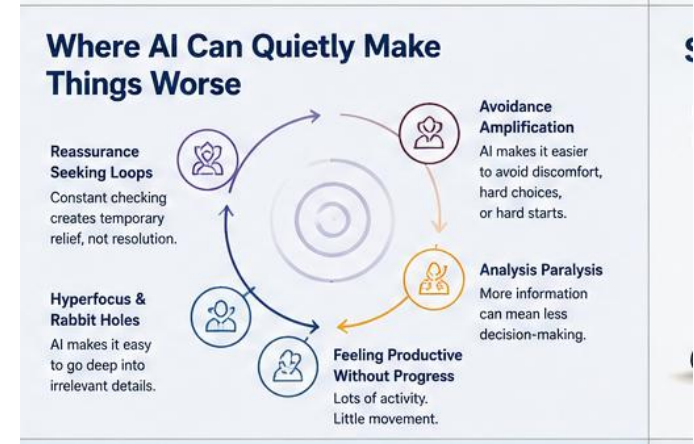 Where AI Can Quietly Make
Things Worse
Avoidance
Amplification
AI makes it easier
to avoid discomfort,
hard choices,
or hard starts.
Reassurance
Seeking Loops
Constant checking
creates temporary
relief, not resolution.
Analysis Paralysis
More information
can mean less
decision-making.
Hyperfocus &
Rabbit Holes
AI makes it easy
to go deep into
irrelevant details.
Feeling Productive
Without Progress
Lots of activity.
Little movement.